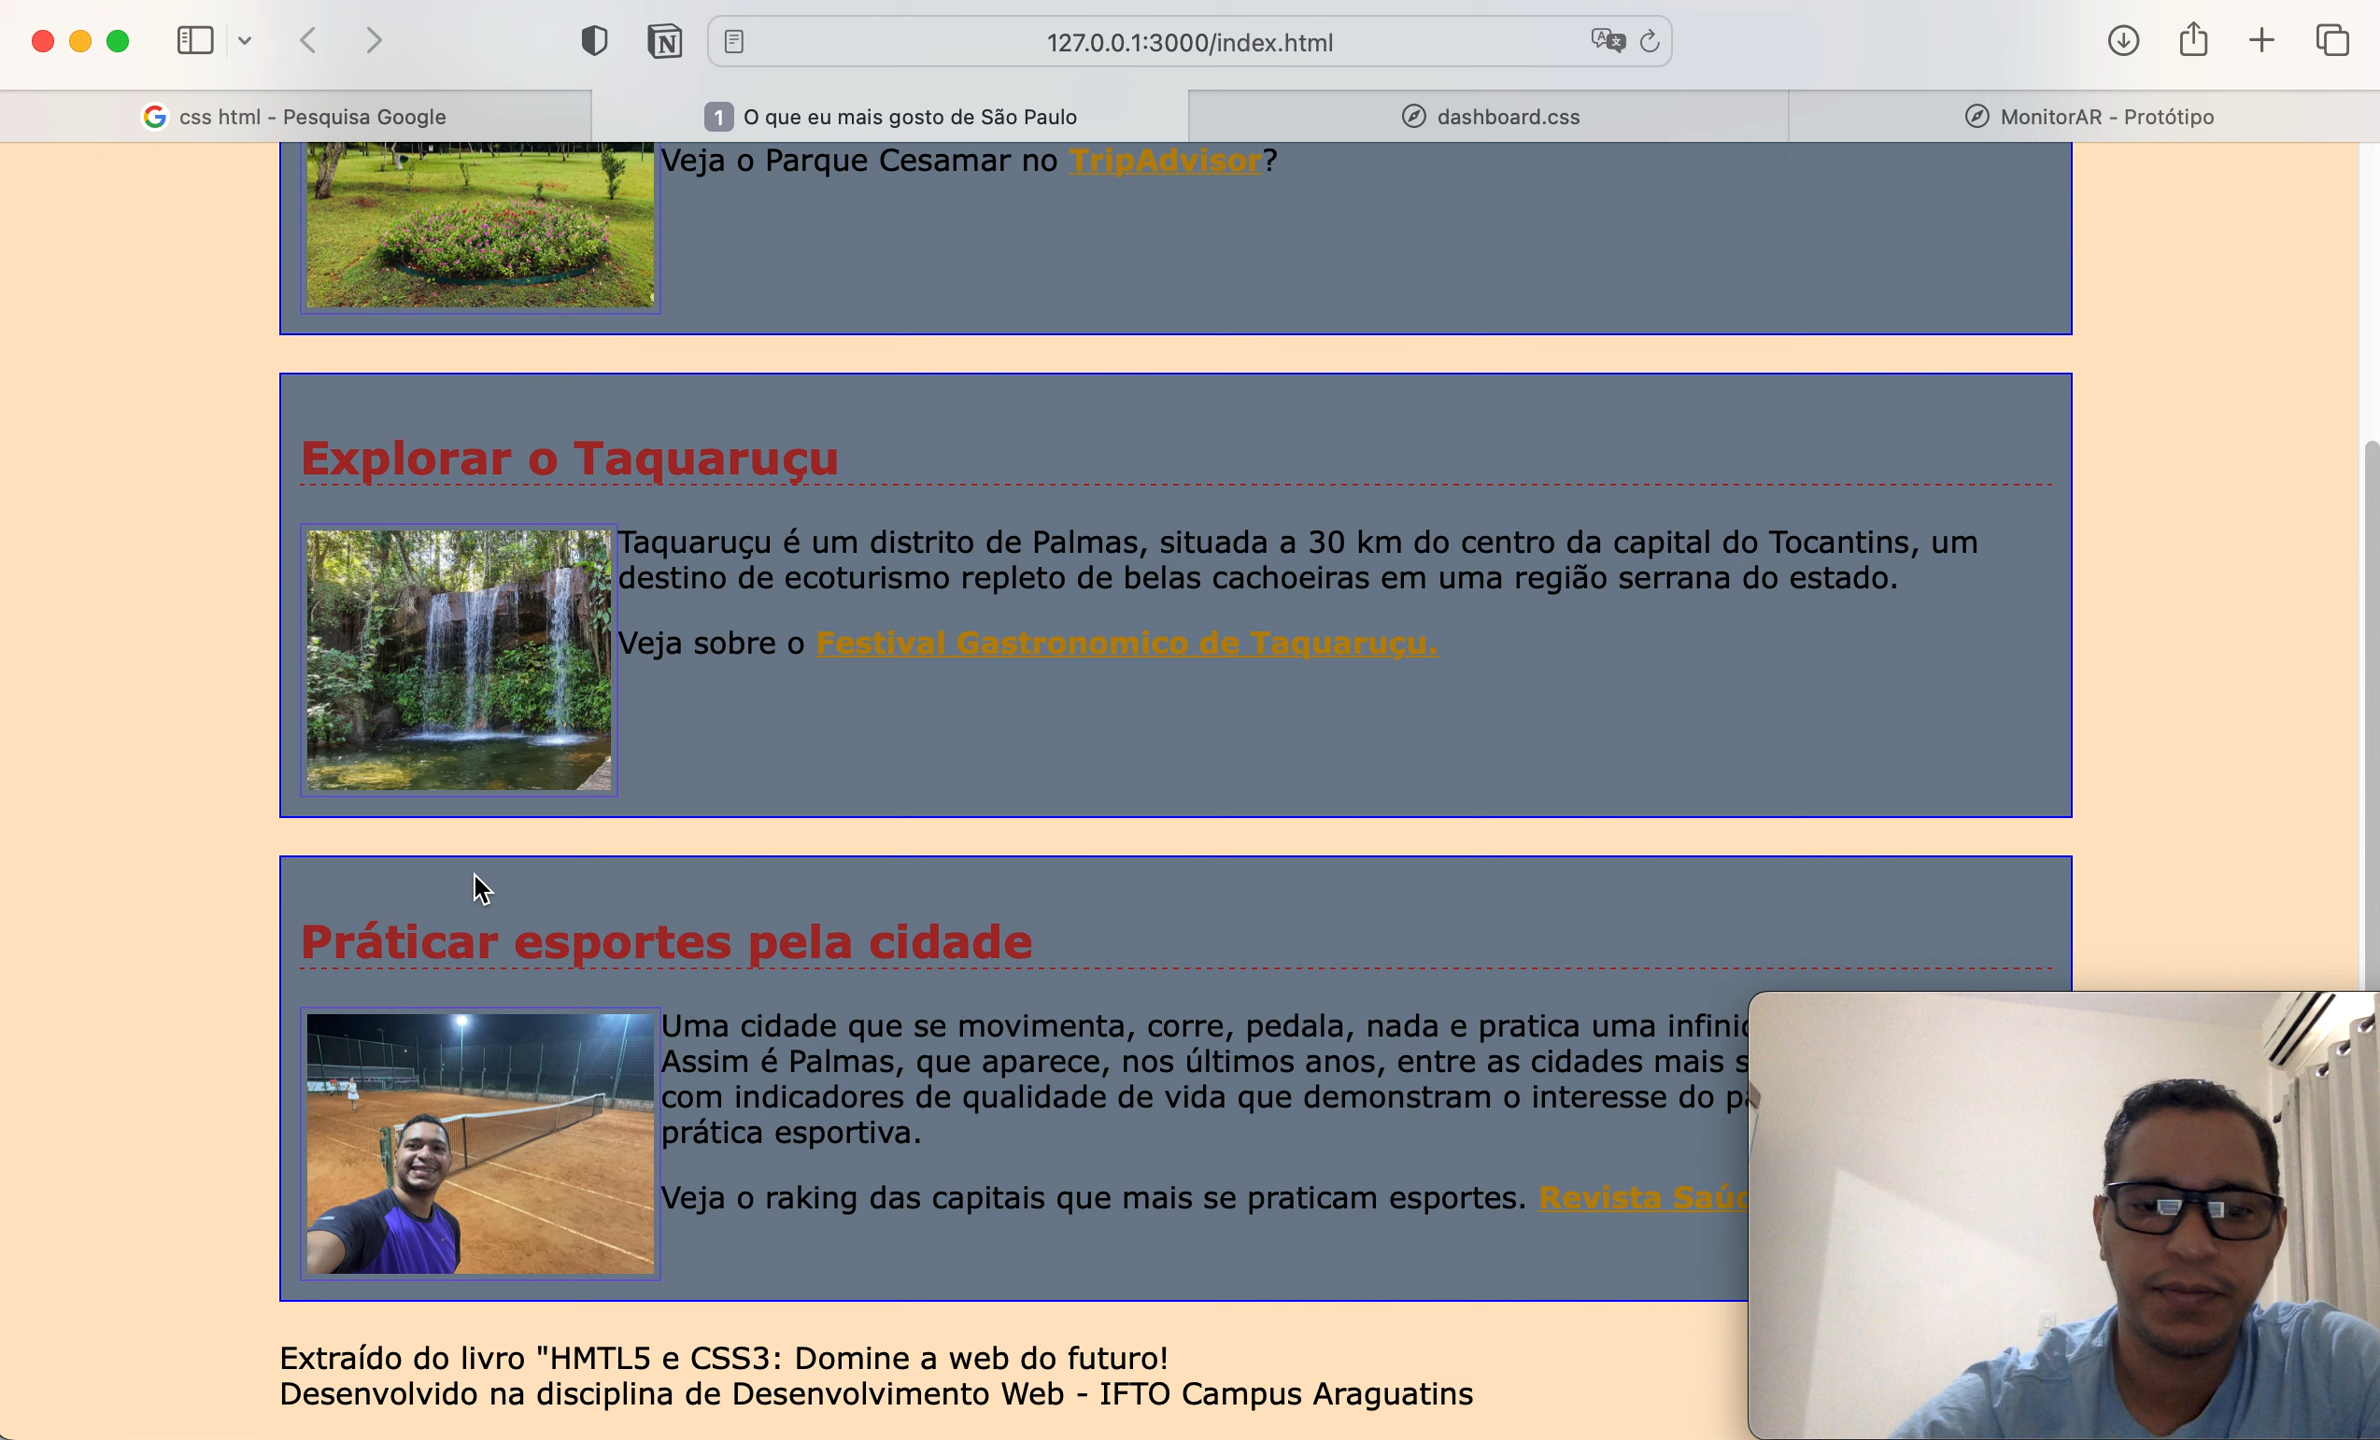 127.0.0.1:3000/index.html
css html - Pesquisa Google
1 O que eu mais gosto de São Paulo
dashboard.css
MonitorAR - Protótipo
Veja o Parque Cesamar no TripAdvisor?
Explorar o Taquaruçu
Taquaruçu é um distrito de Palmas, situada a 30 km do centro da capital do Tocantins, um
destino de ecoturismo repleto de belas cachoeiras em uma região serrana do estado.
Veja sobre o Festival Gastronomico de Taquaruçu.
Práticar esportes pela cidade
Uma cidade que se movimenta, corre, pedala, nada e pratica uma
Assim é Palmas, que aparece, nos últimos anos, entre as cidades mais
com indicadores de qualidade de vida que demonstram o interesse do
prática esportiva.
Veja o raking das capitais que mais se praticam esportes. Revista
Extraído do livro "HMTL5 e CSS3: Domine a web do futuro!
Desenvolvido na disciplina de Desenvolvimento Web - IFTO Campus Araguatins